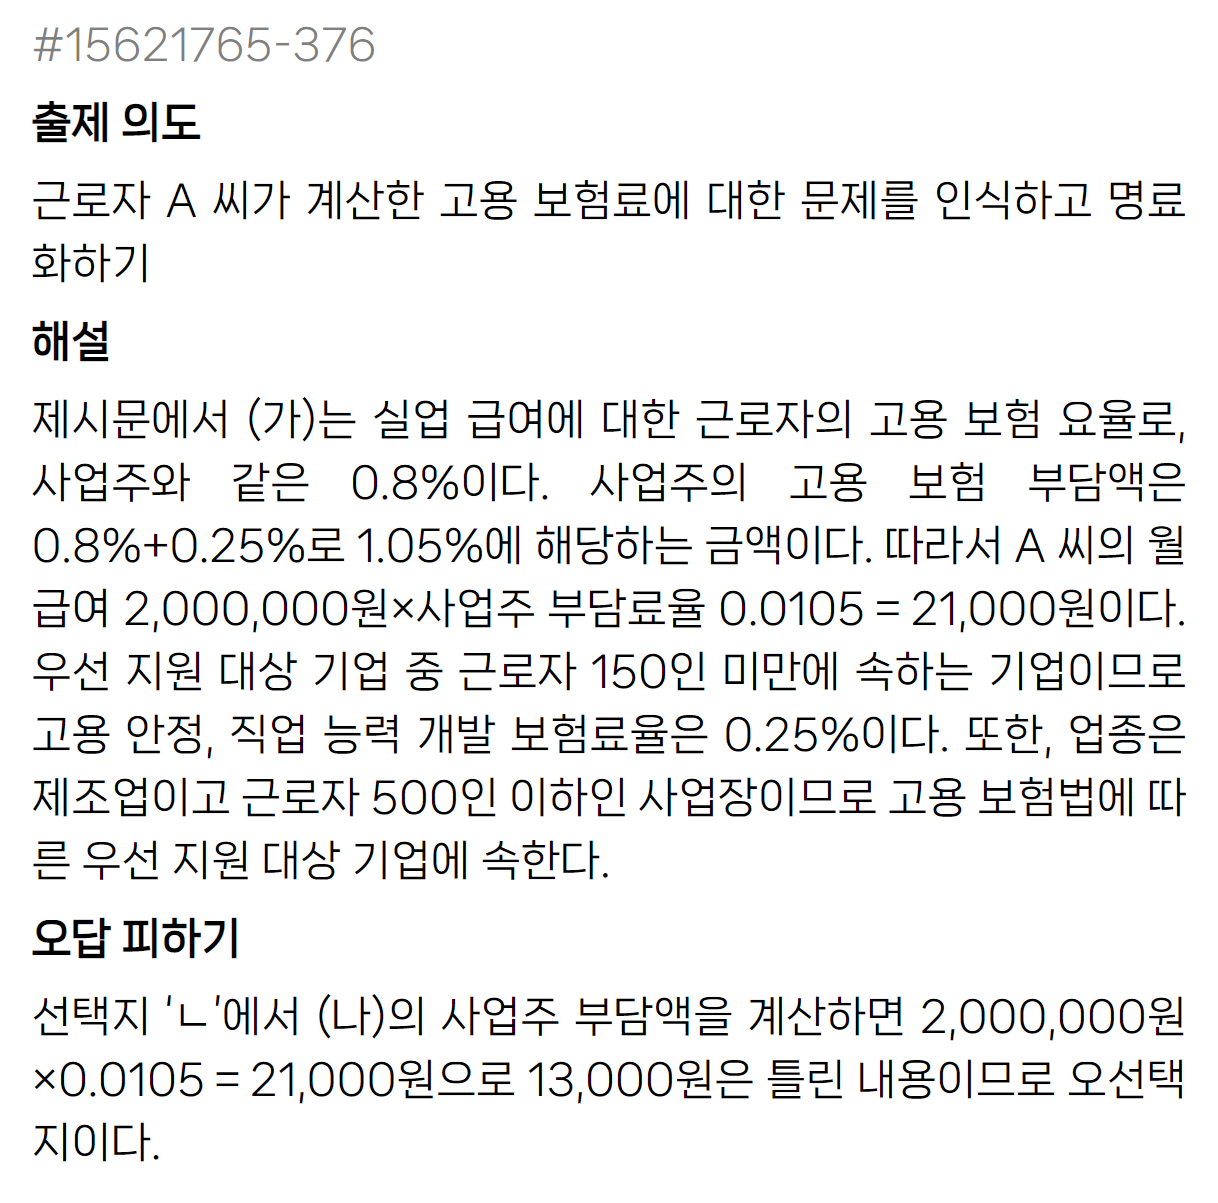 #15621765-376
출제 의도
근로자 A 씨가 계산한 고용 보험료에 대한 문제를 인식하고 명료
화하기
해설
제시문에서 (가)는 실업 급여에 대한 근로자의 고용 보험 요율로,
사업주와 같은 0.8%이다. 사업주의 고용 보험 부담액은
0.8%+0.25%로 1.05%에 해당하는 금액이다. 따라서 A 씨의 월
급여 2,000,000원×사업주 부담료율 0.0105 = 21,000원이다.
우선 지원 대상 기업 중 근로자 150인 미만에 속하는 기업이므로
고용 안정, 직업 능력 개발 보험료율은 0.25%이다. 또한, 업종은
제조업이고 근로자 500인 이하인 사업장이므로 고용 보험법에 따
른 우선 지원 대상 기업에 속한다.
오답 피하기
선택지 'ㄴ'에서 (나)의 사업주 부담액을 계산하면 2,000,000원
×0.0105 = 21,000원으로 13,000원은 틀린 내용이므로 오선택
지이다.